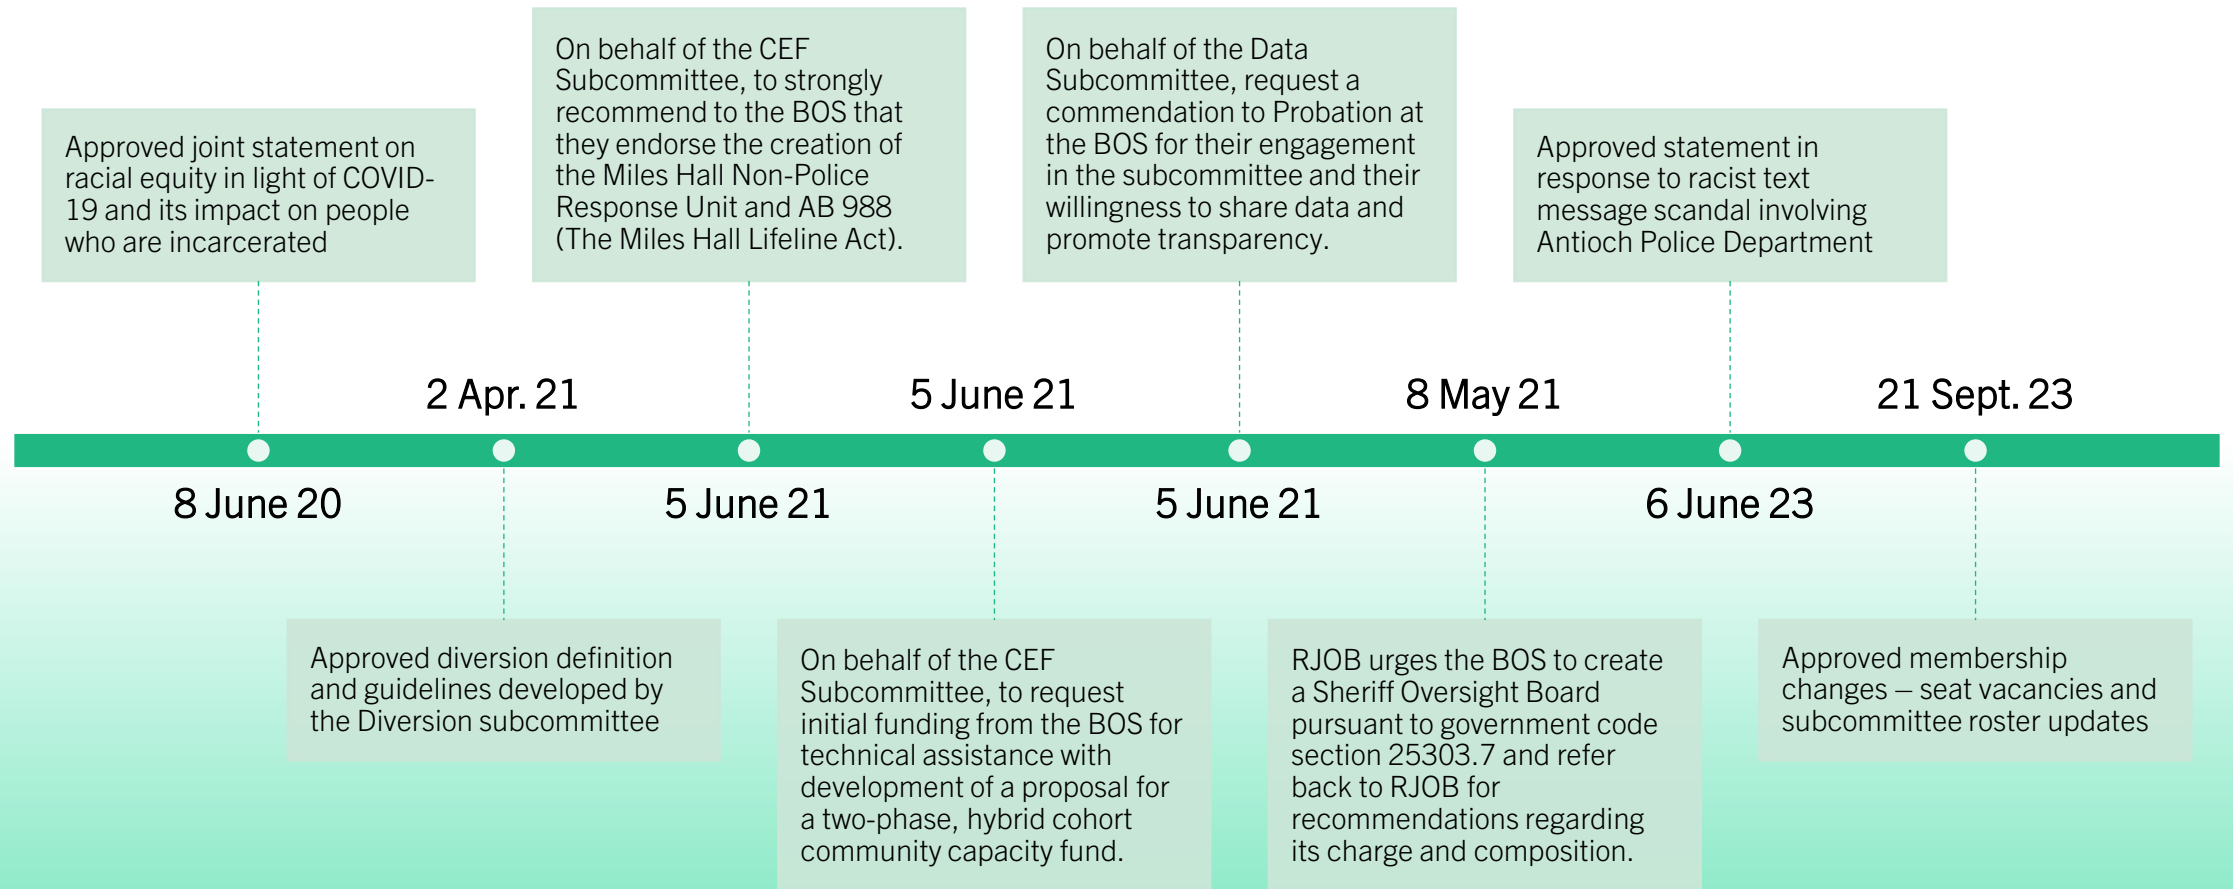 Approved joint statement on
racial equity in light of COVID-
19 and its impact on people
who are incarcerated
On behalf of the CEF
Subcommittee, to strongly
recommend to the BOS that
they endorse the creation of
the Miles Hall Non-Police
Response Unit and AB 988
(The Miles Hall Lifeline Act).
On behalf of the Data
Subcommittee, request a
commendation to Probation at
the BOS for their engagement
in the subcommittee and their
willingness to share data and
promote transparency.
Approved statement in
response to racist text
message scandal involving
Antioch Police Department
2 Apr. 21
5 June 21
8 May 21
21 Sept. 23
8 June 20
5 June 21
5 June 21
6 June 23
Approved diversion definition
and guidelines developed by
the Diversion subcommittee
On behalf of the CEF
Subcommittee, to request
initial funding from the BOS for
technical assistance with
development of a proposal for
a two-phase, hybrid cohort
community capacity fund.
RJOB urges the BOS to create
a Sheriff Oversight Board
pursuant to government code
section 25303.7 and refer
back to RJOB for
recommendations regarding
its charge and composition.
Approved membership
changes – seat vacancies and
subcommittee roster updates